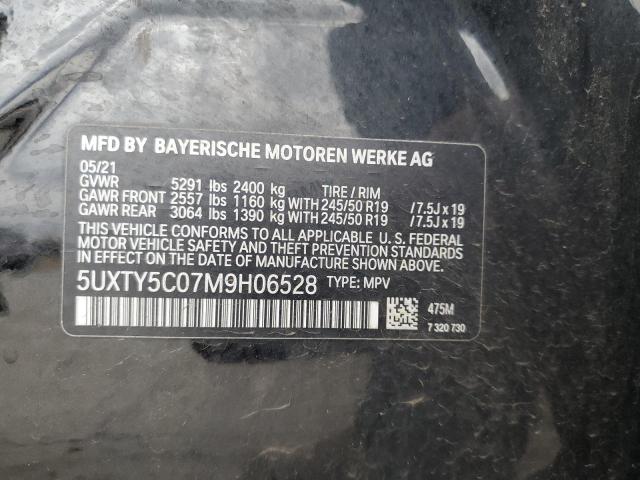 MFD BY BAYERISCHE MOTOREN WERKE AG
05/21
GVWR 5291 lbs 2400 kg TIRE / RIM
GAWR FRONT 2557 lbs 1160 kg WITH 245/50 R19 /7.5J x 19
GAWR REAR 3064 lbs 1390 kg WITH 245/50 R19 /7.5J x 19
THIS VEHICLE CONFORMS TO ALL APPLICABLE U. S. FEDERAL
MOTOR VEHICLE SAFETY AND THEFT PREVENTION STANDARDS
IN EFFECT ON THE DATE OF MANUFACTURE SHOWN ABOVE.
5UXTY5C07M9H06528 TYPE: MPV
475M
7 320 730